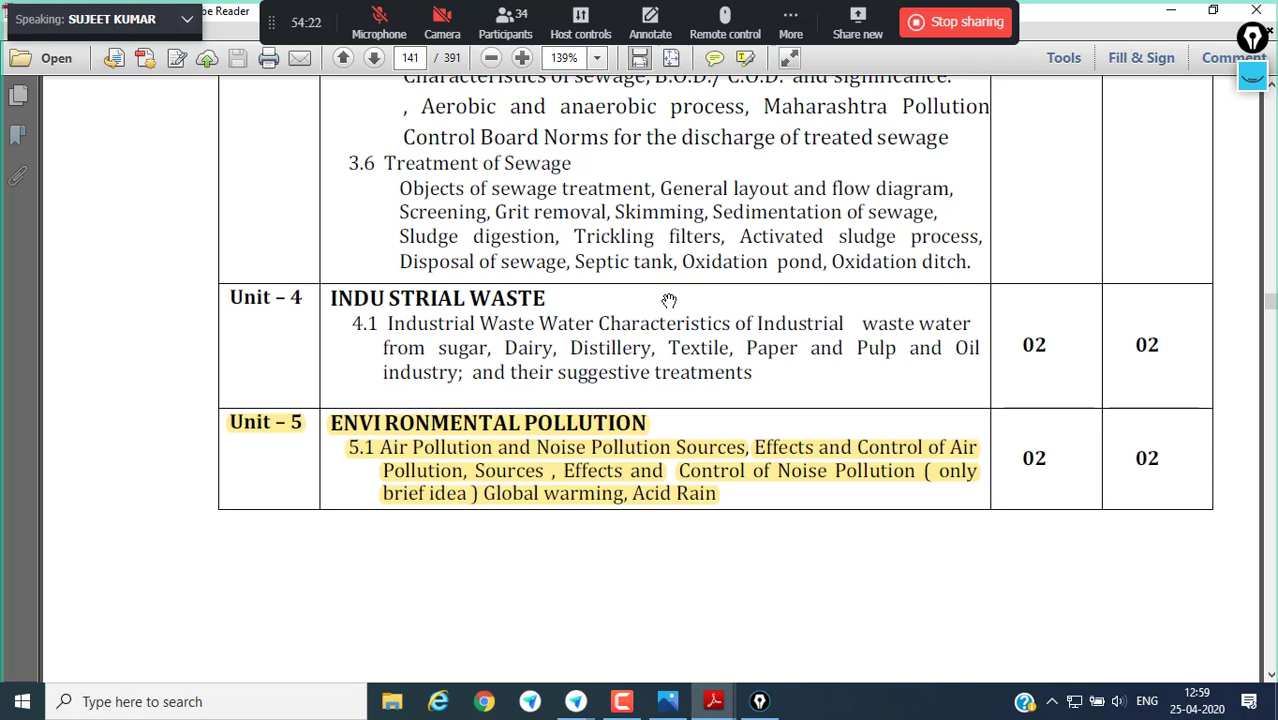 Speaking: SUJEET KUMAR
be Reader
54:22
34
Microphone
Camera
Participants
Host controls
Annotate
Remote control
More
Share new
Stop sharing
Open
141
/ 391
139%
Tools
Fill & Sign
Comment
Characteristics of sewage, B.O.D./ C.O.D. and significance.
, Aerobic and anaerobic process, Maharashtra Pollution
Control Board Norms for the discharge of treated sewage
3.6 Treatment of Sewage
Objects of sewage treatment, General layout and flow diagram,
Screening, Grit removal, Skimming, Sedimentation of sewage,
Sludge digestion, Trickling filters, Activated sludge process,
Disposal of sewage, Septic tank, Oxidation pond, Oxidation ditch.
Unit – 4
INDU STRIAL WASTE
4.1 Industrial Waste Water Characteristics of Industrial waste water
from sugar, Dairy, Distillery, Textile, Paper and Pulp and Oil
industry; and their suggestive treatments
02
02
Unit – 5
ENVI RONMENTAL POLLUTION
5.1 Air Pollution and Noise Pollution Sources, Effects and Control of Air
Pollution, Sources , Effects and Control of Noise Pollution ( only
brief idea ) Global warming, Acid Rain
02
02
Type here to search
ENG
12:59
25-04-2020